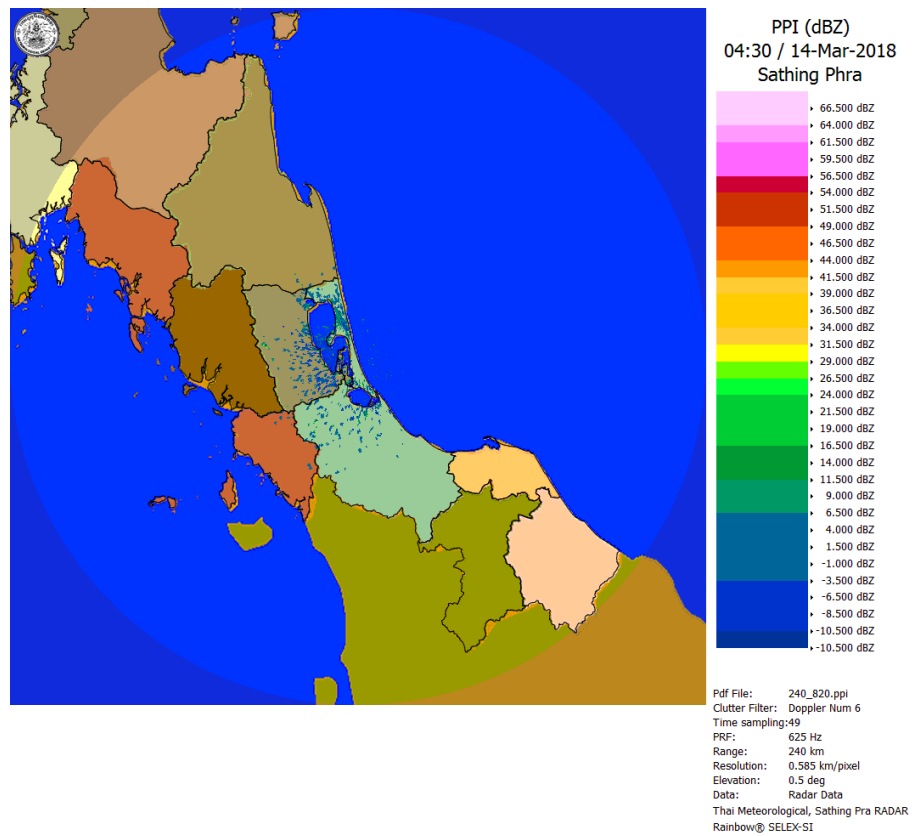 PPI (dBZ)
04:30 / 14-Mar-2018
Sathing Phra
66.500 dBZ
64.000 dBZ
61.500 dBZ
59.500 dBZ
56.500 dBZ
54.000 dBZ
51.500 dBZ
49.000 dBZ
46.500 dBZ
44.000 dBZ
41.500 dBZ
39.000 dBZ
36.500 dBZ
34.000 dBZ
31.500 dBZ
29.000 dBZ
26.500 dBZ
24.000 dBZ
21.500 dBZ
19.000 dBZ
16.500 dBZ
14.000 dBZ
11.500 dBZ
9.000 dBZ
6.500 dBZ
4.000 dBZ
1.500 dBZ
-1.000 dBZ
-3.500 dBZ
-6.500 dBZ
-8.500 dBZ
-10.500 dBZ
-10.500 dBZ
Pdf File: 240_820.ppi
Clutter Filter: Doppler Num 6
Time sampling:49
PRF: 625 Hz
Range: 240 km
Resolution: 0.585 km/pixel
Elevation: 0.5 deg
Data: Radar Data
Thai Meteorological, Sathing Pra RADAR
Rainbow® SELEX-SI